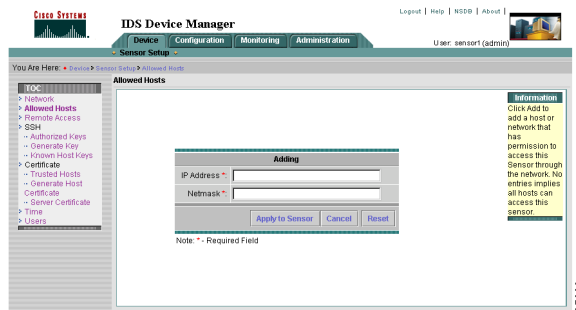 CISCO SYSTEMS
IDS Device Manager
Logout | Help | NSDB | About |
Device
Configuration
Monitoring
Administration
Sensor Setup
User: sensor1 (admin)
You Are Here: • Device > Sensor Setup > Allowed Hosts
TOC
> Network
> Allowed Hosts
> Remote Access
> SSH
Authorized Keys
Generate Key
Known Host Keys
> Certificate
Trusted Hosts
Generate Host
Certificate
Server Certificate
> Time
> Users
Allowed Hosts
Adding
IP Address *:
Netmask *:
Apply to Sensor
Cancel
Reset
Note: * - Required Field
Information
Click Add to
add a host or
network that
has
permission to
access this
Sensor through
the network. No
entries implies
all hosts can
access this
sensor.